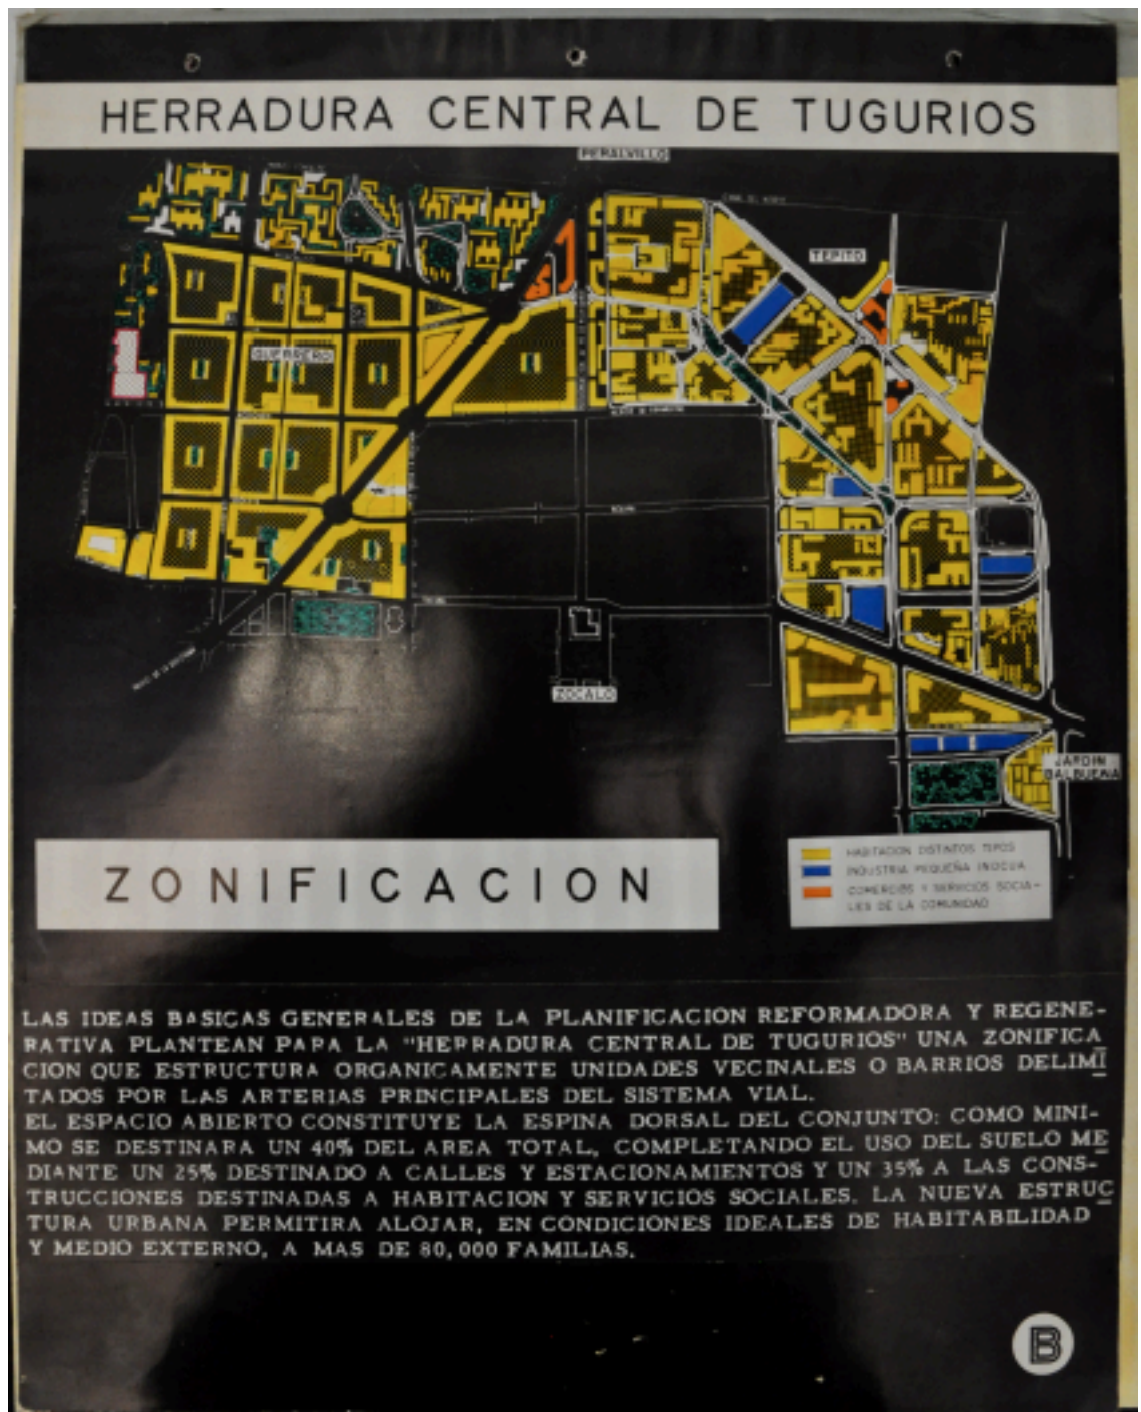 HERRADURA CENTRAL DE TUGURIOS
PERALVILLO
TEPITO
GUERRERO
ZOCALO
JARDIN
BALBUENA
ZONIFICACION
HABITACION DISTINTOS TIPOS
INDUSTRIA PEQUEÑA INOCUA
COMERCIOS Y SERVICIOS SOCIA-
LES DE LA COMUNIDAD
LAS IDEAS BASICAS GENERALES DE LA PLANIFICACION REFORMADORA Y REGENE-
RATIVA PLANTEAN PAPA LA "HEPRADURA CENTRAL DE TUGURIOS" UNA ZONIFICA
CION QUE ESTRUCTURA ORGANICAMENTE UNIDADES VECINALES O BARRIOS DELIMI
TADOS POR LAS ARTERIAS PRINCIPALES DEL SISTEMA VIAL.
EL ESPACIO ABIERTO CONSTITUYE LA ESPINA DORSAL DEL CONJUNTO: COMO MINI-
MO SE DESTINARA UN 40% DEL AREA TOTAL, COMPLETANDO EL USO DEL SUELO ME
DIANTE UN 25% DESTINADO A CALLES Y ESTACIONAMIENTOS Y UN 35% A LAS CONS-
TRUCCIONES DESTINADAS A HABITACION Y SERVICIOS SOCIALES. LA NUEVA ESTRUC
TURA URBANA PERMITIRA ALOJAR, EN CONDICIONES IDEALES DE HABITABILIDAD
Y MEDIO EXTERNO, A MAS DE 80,000 FAMILIAS.
B